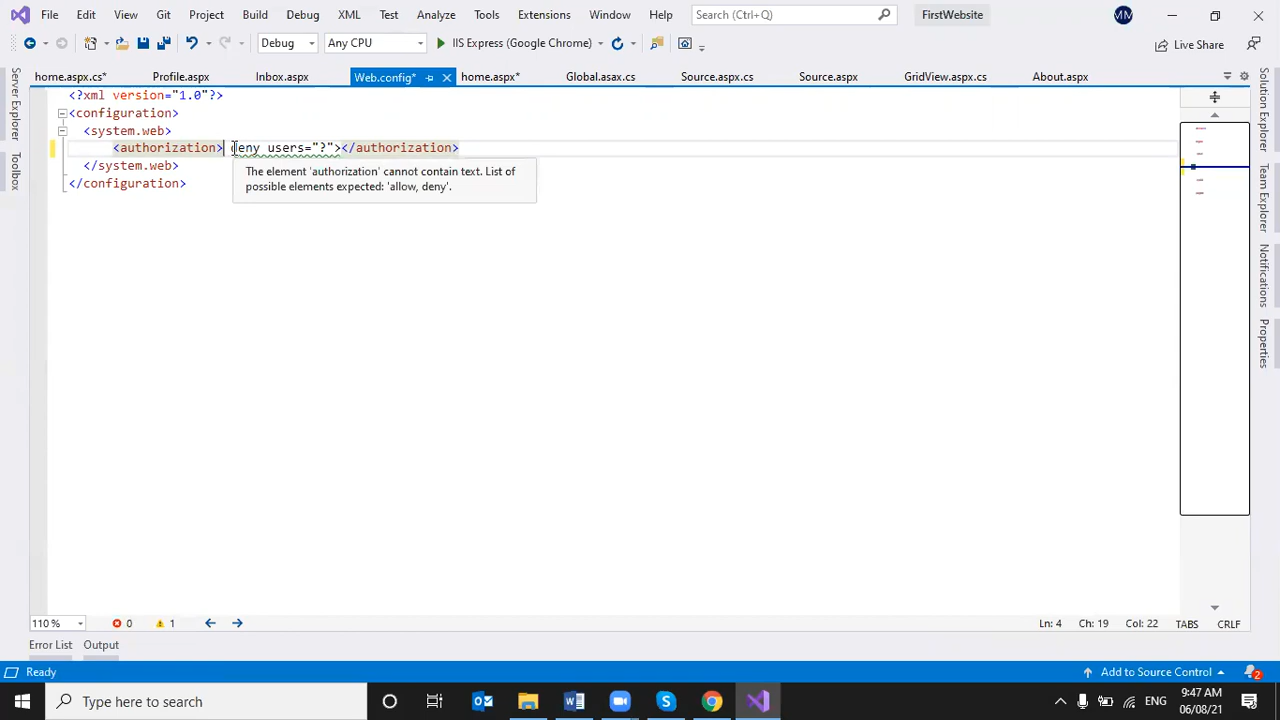 File Edit View Git Project Build Debug XML Test Analyze Tools Extensions Window Help Search (Ctrl+Q) FirstWebsite MM
Debug Any CPU IIS Express (Google Chrome) Live Share
home.aspx.cs* Profile.aspx Inbox.aspx Web.config* home.aspx* Global.asax.cs Source.aspx.cs Source.aspx GridView.aspx.cs About.aspx
Server Explorer
Toolbox
<?xml version="1.0"?>
<configuration>
<system.web>
<authorization> deny users="?"></authorization>
</system.web>
</configuration>
The element 'authorization' cannot contain text. List of
possible elements expected: 'allow, deny'.
Solution Explorer
Team Explorer
Notifications
Properties
110 % 0 1 Ln: 4 Ch: 19 Col: 22 TABS CRLF
Error List Output
Ready Add to Source Control 2
Type here to search ENG 9:47 AM
06/08/21